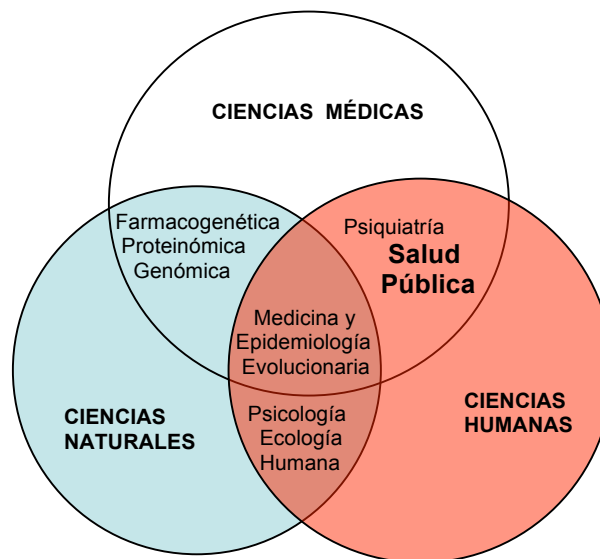 CIENCIAS MÉDICAS
Farmacogenética
Proteinómica
Genómica
Psiquiatría
Salud
Pública
Medicina y
Epidemiología
Evolucionaria
CIENCIAS
NATURALES
Psicología
Ecología
Humana
CIENCIAS
HUMANAS